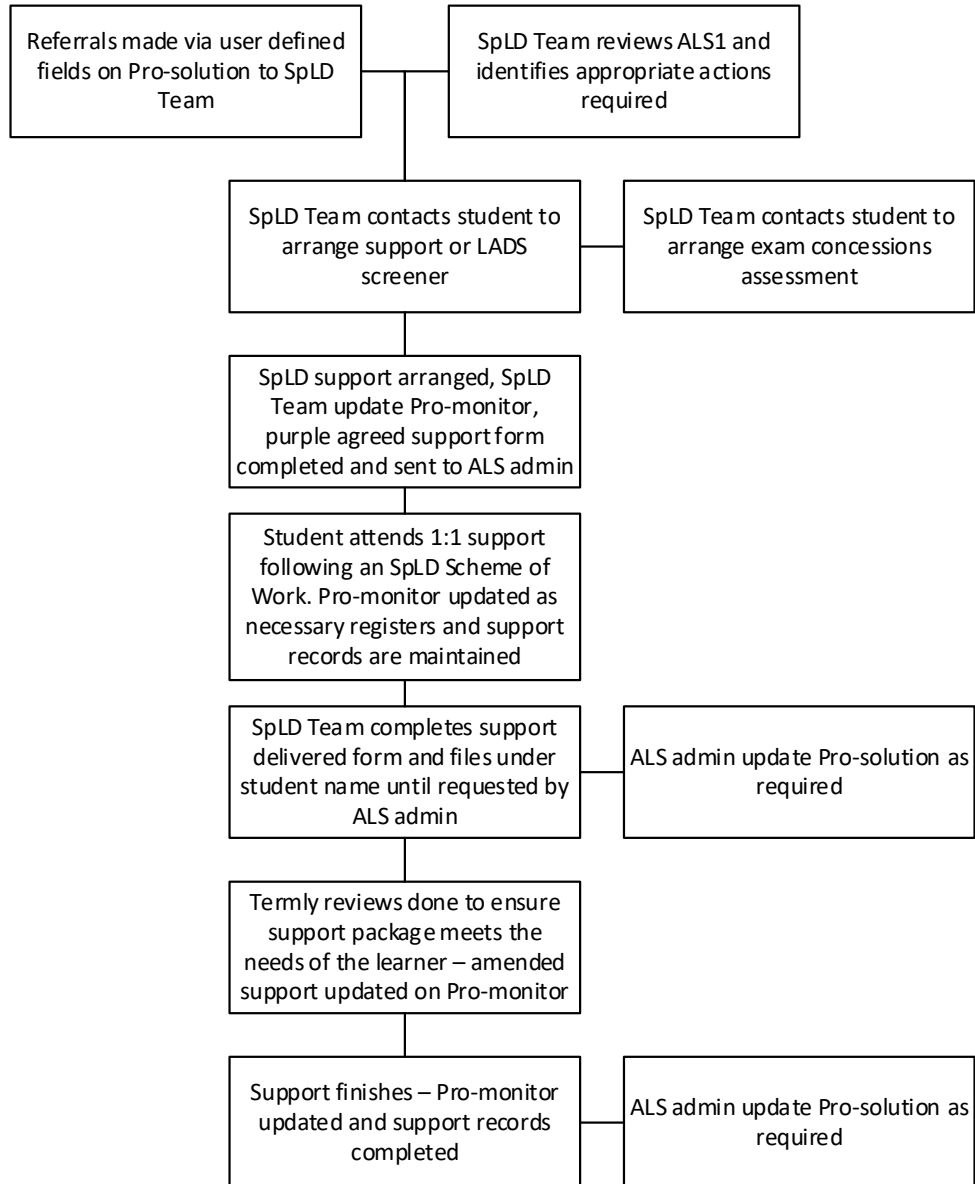 Referrals made via user defined
fields on Pro-solution to SpLD
Team
SpLD Team reviews ALS1 and
identifies appropriate actions
required
SpLD Team contacts student to
arrange support or LADS
screener
SpLD Team contacts student to
arrange exam concessions
assessment
SpLD support arranged, SpLD
Team update Pro-monitor,
purple agreed support form
completed and sent to ALS admin
Student attends 1:1 support
following an SpLD Scheme of
Work. Pro-monitor updated as
necessary registers and support
records are maintained
SpLD Team completes support
delivered form and files under
student name until requested by
ALS admin
ALS admin update Pro-solution as
required
Termly reviews done to ensure
support package meets the
needs of the learner – amended
support updated on Pro-monitor
Support finishes – Pro-monitor
updated and support records
completed
ALS admin update Pro-solution as
required